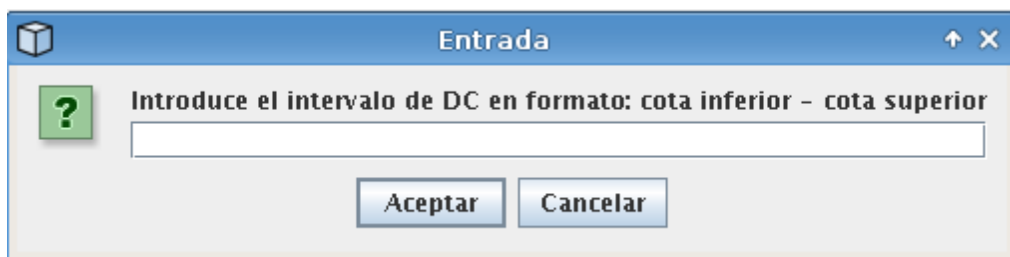 Entrada
?
Introduce el intervalo de DC en formato: cota inferior – cota superior
Aceptar
Cancelar